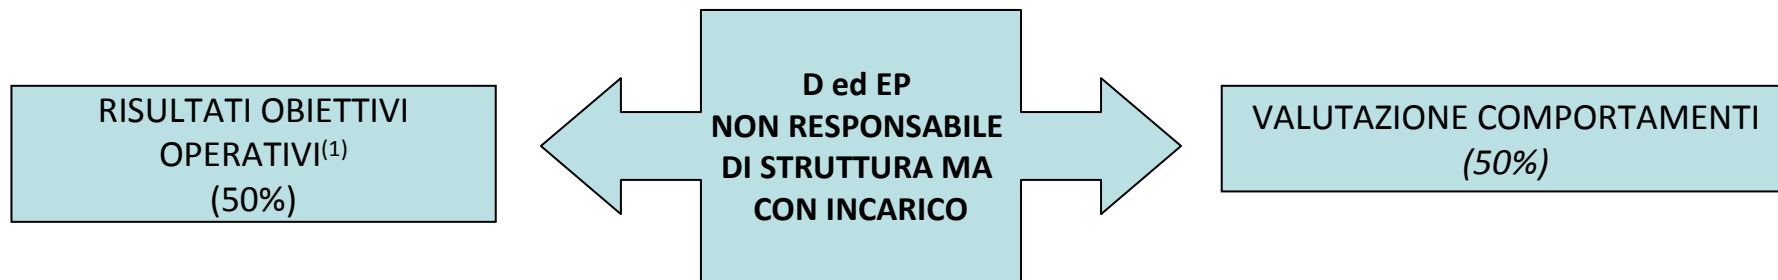 RISULTATI OBIETTIVI
OPERATIVI(1)
(50%)
D ed EP
NON RESPONSABILE
DI STRUTTURA MA
CON INCARICO
VALUTAZIONE COMPORTAMENTI
(50%)